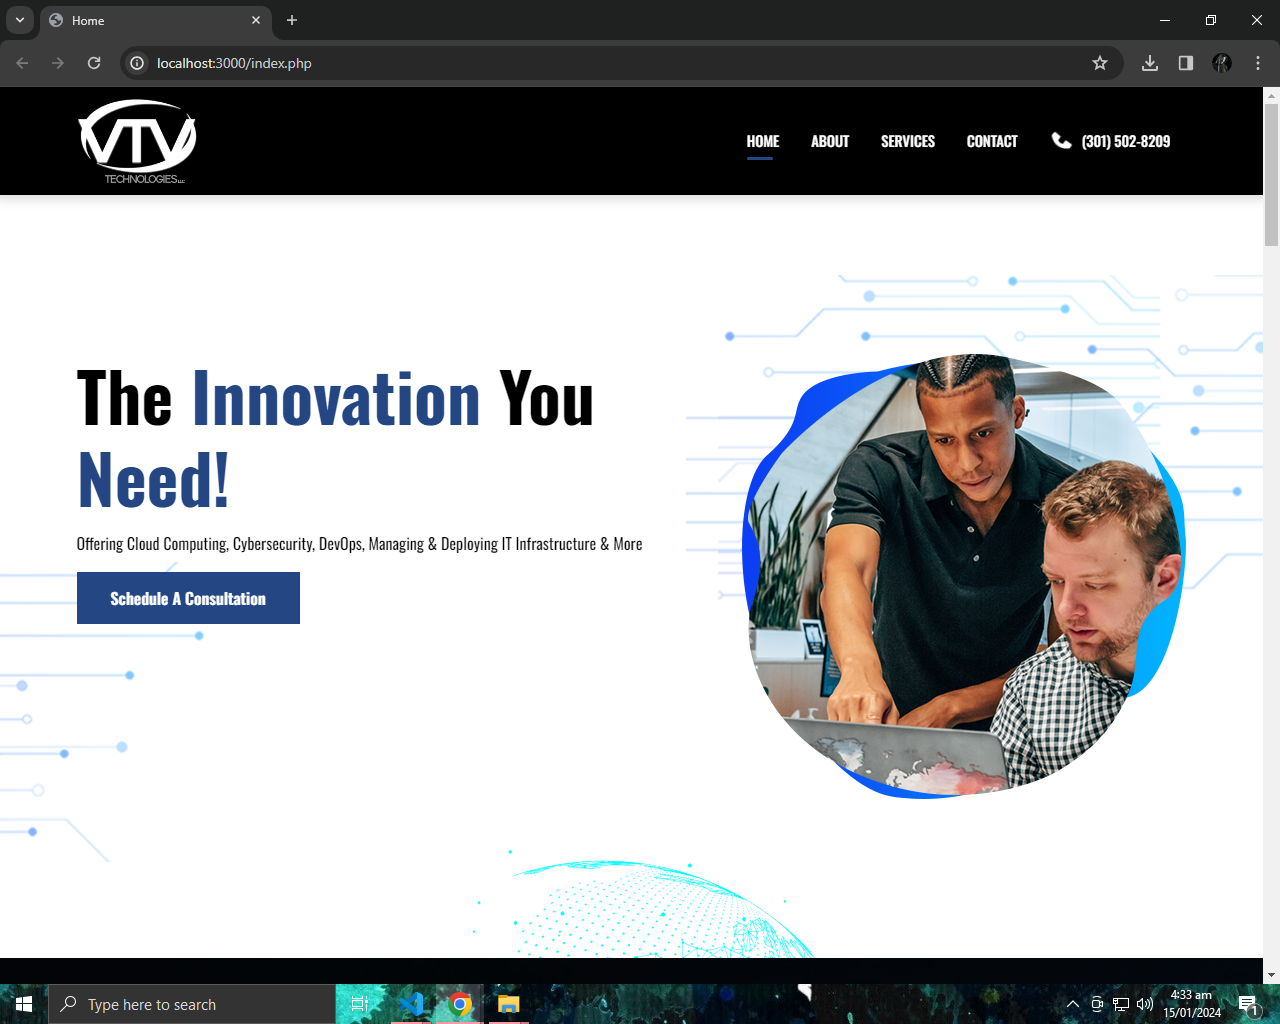 Home
localhost:3000/index.php
VTV
TECHNOLOGIES LLC
HOME
ABOUT
SERVICES
CONTACT
(301) 502-8209
The Innovation You
Need!
Offering Cloud Computing, Cybersecurity, DevOps, Managing & Deploying IT Infrastructure & More
Schedule A Consultation
Type here to search
4:33 am
15/01/2024
1